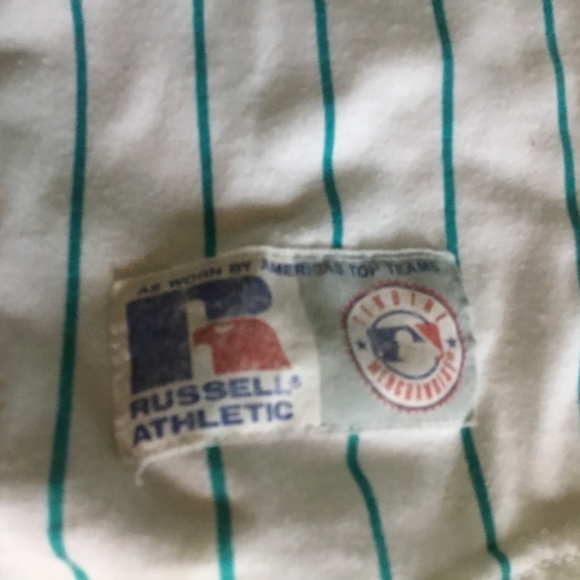 AS WORN BY AMERICA'S TOP TEAMS
RUSSELL®
ATHLETIC
GENUINE
MERCHANDISE